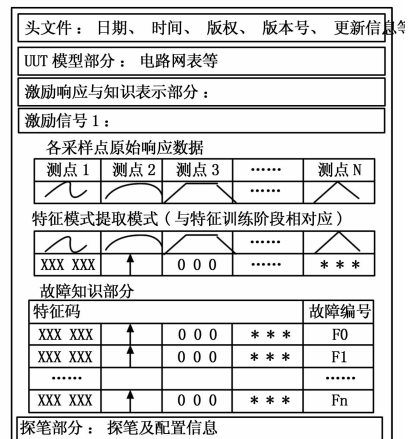 头文件： 日期、 时间、 版权、 版本号、 更新信息等
UUT 模型部分： 电路网表等
激励响应与知识表示部分：
激励信号 1：
各采样点原始响应数据
测点 1 测点 2 测点 3 …… 测点 N
……
特征模式提取模式（与特征训练阶段相对应）
XXX XXX 0 0 0 …… * * *
故障知识部分
特征码 故障编号
XXX XXX 0 0 0 * * * F0
XXX XXX 0 0 0 * * * F1
…… ……
XXX XXX 0 0 0 * * * Fn
探笔部分： 探笔及配置信息